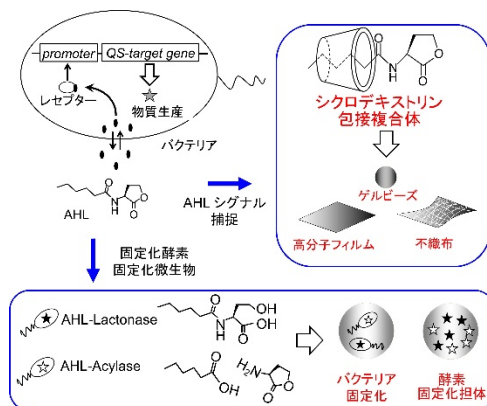 promoter
QS-target gene
レセプター
物質生産
バクテリア
AHL
AHL シグナル
捕捉
シクロデキストリン
包接複合体
ゲルビーズ
高分子フィルム
不織布
固定化酵素
固定化微生物
AHL-Lactonase
AHL-Acylase
バクテリア
固定化
酵素
固定化担体
O
N
H
O
O
O
N
H
O
O
O
OH
N
H
OH
O
O
OH
H₂N
O
O